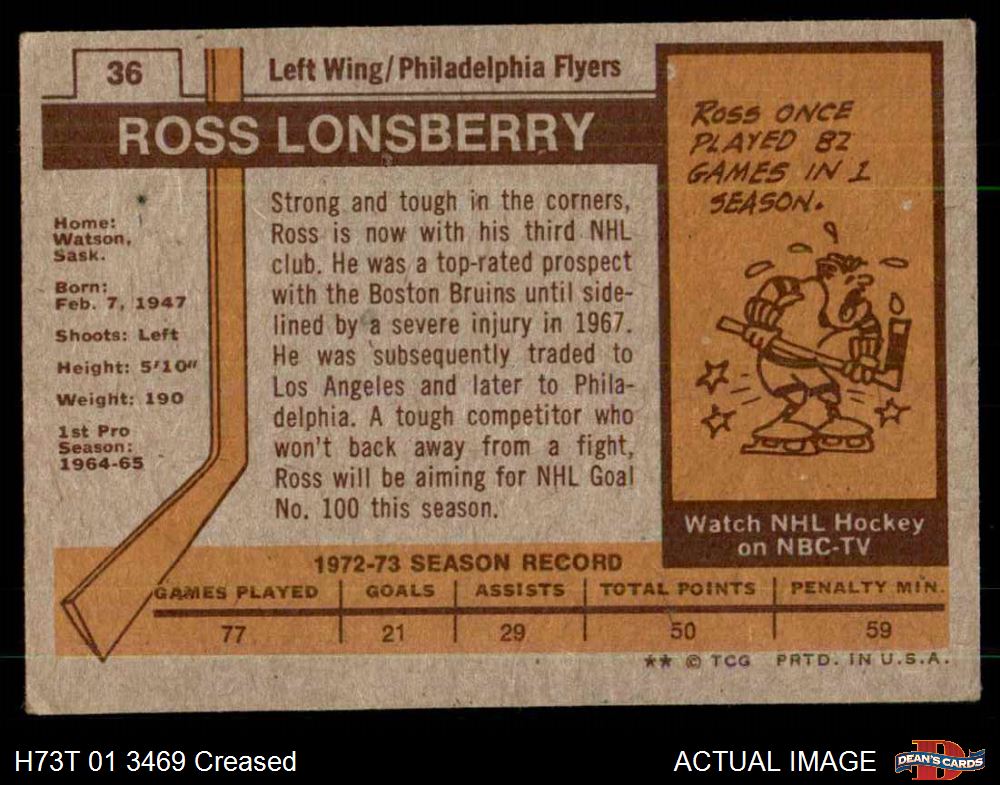 36
Left Wing/Philadelphia Flyers
ROSS LONSBERRY
Home:
Watson,
Sask.
Born:
Feb. 7, 1947
Shoots: Left
Height: 5'10"
Weight: 190
1st Pro
Season:
1964-65
Strong and tough in the corners,
Ross is now with his third NHL
club. He was a top-rated prospect
with the Boston Bruins until side-
lined by a severe injury in 1967.
He was subsequently traded to
Los Angeles and later to Phila-
delphia. A tough competitor who
won't back away from a fight,
Ross will be aiming for NHL Goal
No. 100 this season.
ROSS ONCE
PLAYED 82
GAMES IN 1
SEASON.
Watch NHL Hockey
on NBC-TV
1972-73 SEASON RECORD
GAMES PLAYED GOALS ASSISTS TOTAL POINTS PENALTY MIN.
77 21 29 50 59
** © TCG PRTD. IN U.S.A.
H73T 01 3469 Creased
ACTUAL IMAGE
D
DEAN'S CARDS